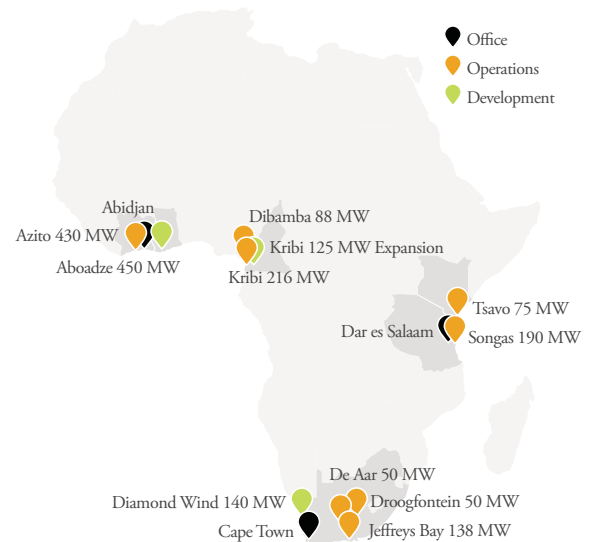 Office
Operations
Development
Abidjan
Azito 430 MW
Aboadze 450 MW
Dibamba 88 MW
Kribi 125 MW Expansion
Kribi 216 MW
Tsavo 75 MW
Dar es Salaam
Songas 190 MW
De Aar 50 MW
Diamond Wind 140 MW
Droogfontein 50 MW
Cape Town
Jeffreys Bay 138 MW